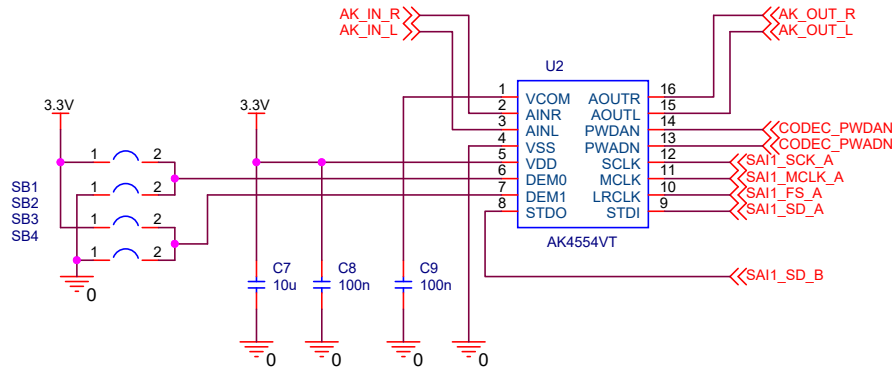 AK_IN_R
AK_IN_L
AK_OUT_R
AK_OUT_L
U2
3.3V
3.3V
1 VCOM AOUTR 16
2 AINR AOUTL 15
3 AINL PWDAN 14 CODEC_PWDAN
4 VSS PWADN 13 CODEC_PWADN
5 VDD SCLK 12 SAI1_SCK_A
6 DEM0 MCLK 11 SAI1_MCLK_A
7 DEM1 LRCLK 10 SAI1_FS_A
8 STDO STDI 9 SAI1_SD_A
AK4554VT
1 2
1 2
1 2
1 2
SB1
SB2
SB3
SB4
0
C7
10u
C8
100n
C9
100n
SAI1_SD_B
0
0
0
0